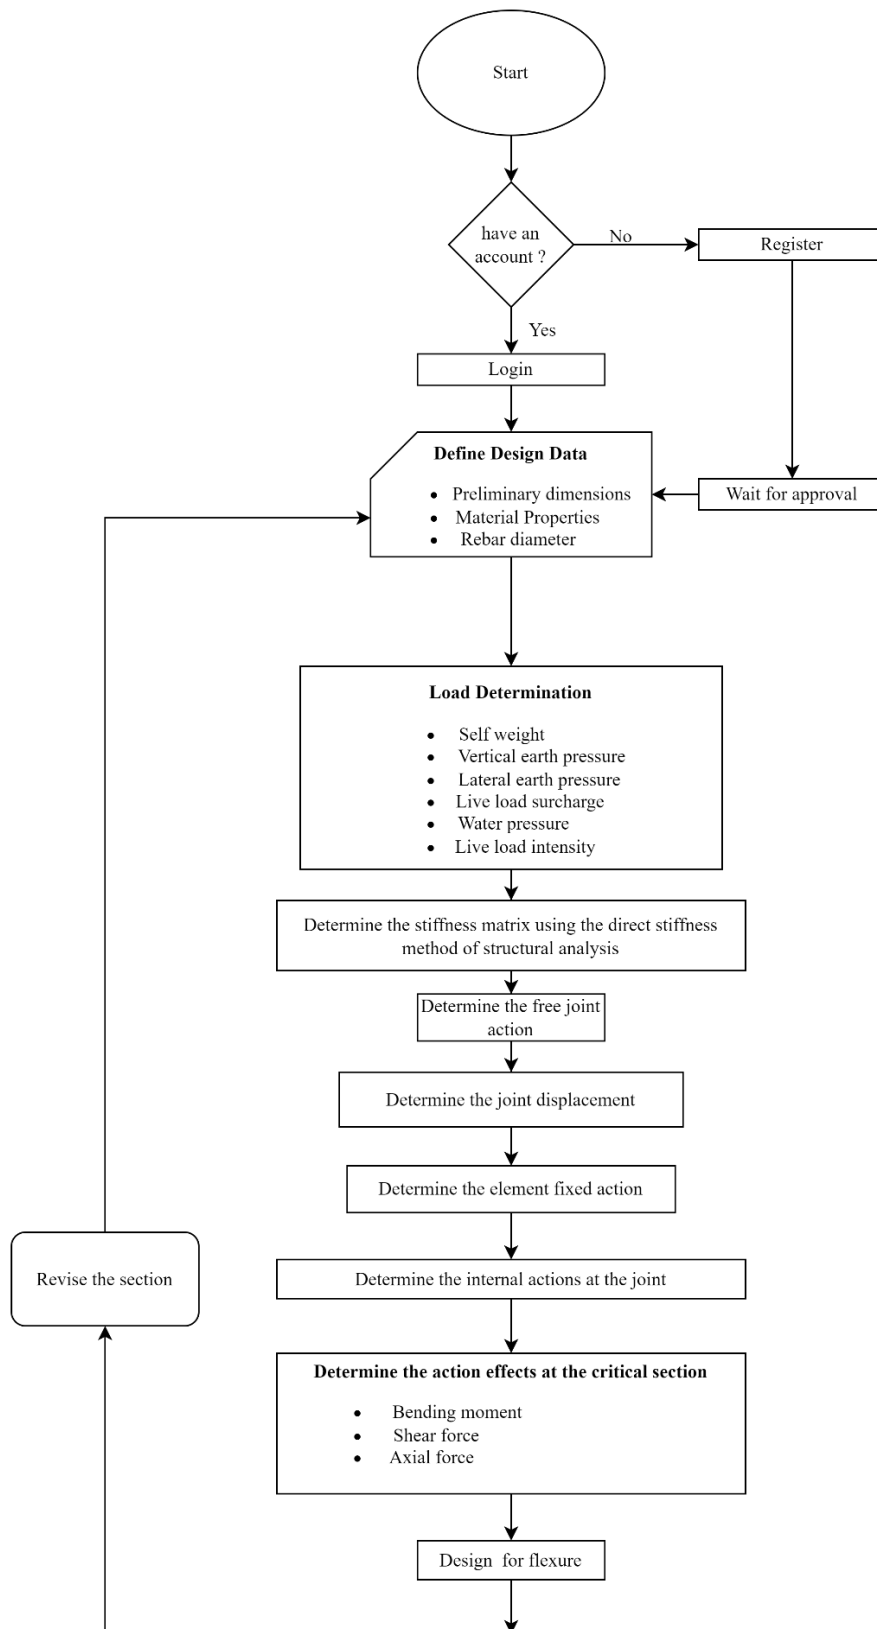 Start
have an
account ?
No
Register
Yes
Login
Define Design Data
• Preliminary dimensions
• Material Properties
• Rebar diameter
Wait for approval
Load Determination
• Self weight
• Vertical earth pressure
• Lateral earth pressure
• Live load surcharge
• Water pressure
• Live load intensity
Determine the stiffness matrix using the direct stiffness
method of structural analysis
Determine the free joint
action
Determine the joint displacement
Determine the element fixed action
Revise the section
Determine the internal actions at the joint
Determine the action effects at the critical section
• Bending moment
• Shear force
• Axial force
Design for flexure